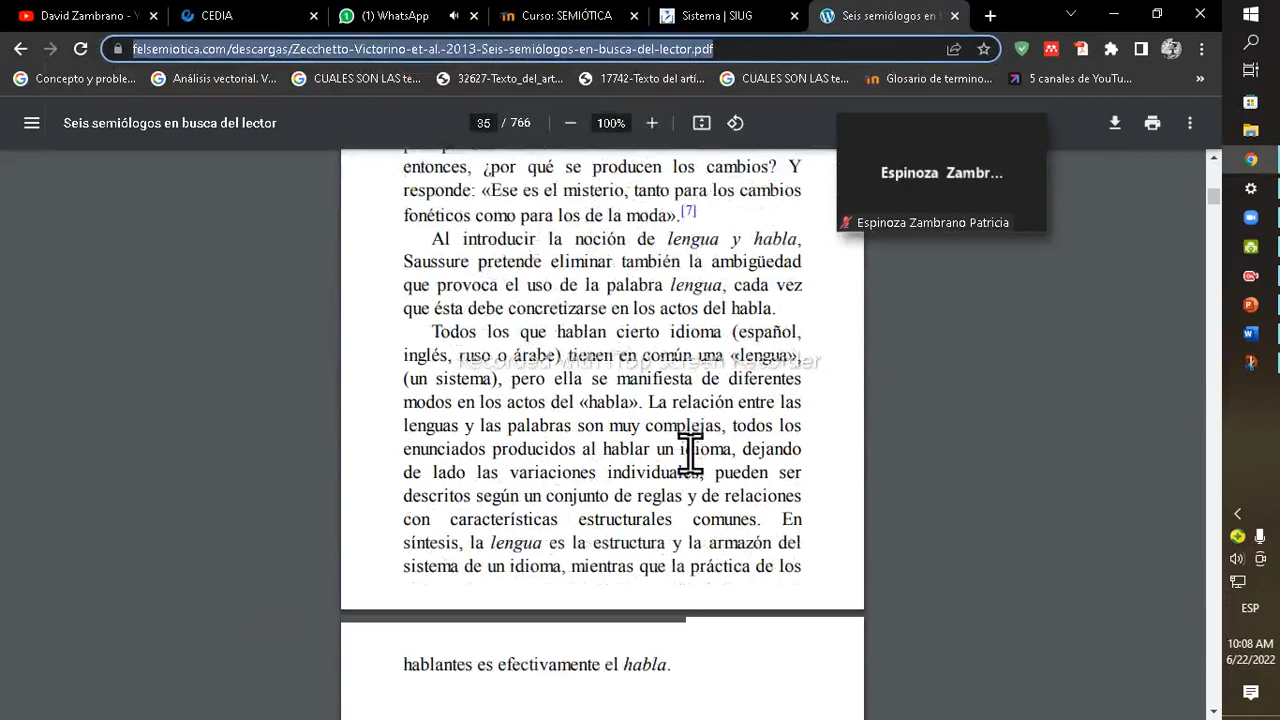 David Zambrano - Y
CEDIA
(1) WhatsApp
Curso: SEMIÓTICA
Sistema | SIUG
Seis semiólogos en
felsemiotica.com/descargas/Zecchetto-Victorino-et-al.-2013-Seis-semiólogos-en-busca-del-lector.pdf
Concepto y proble...
Análisis vectorial. V...
CUALES SON LAS te...
32627-Texto_del_art...
17742-Texto del artí...
CUALES SON LAS te...
Glosario de termino...
5 canales de YouTu...
Seis semiólogos en busca del lector
35 / 766
100%
Espinoza Zambr...
Espinoza Zambrano Patricia
entonces, ¿por qué se producen los cambios? Y
responde: «Ese es el misterio, tanto para los cambios
fonéticos como para los de la moda».[7]
Al introducir la noción de lengua y habla,
Saussure pretende eliminar también la ambigüedad
que provoca el uso de la palabra lengua, cada vez
que ésta debe concretizarse en los actos del habla.
Todos los que hablan cierto idioma (español,
inglés, ruso o árabe) tienen en común una «lengua»,
Recorded with iTop Screen Recorder
(un sistema), pero ella se manifiesta de diferentes
modos en los actos del «habla». La relación entre las
lenguas y las palabras son muy complejas, todos los
enunciados producidos al hablar un idioma, dejando
de lado las variaciones individuales, pueden ser
descritos según un conjunto de reglas y de relaciones
con características estructurales comunes. En
síntesis, la lengua es la estructura y la armazón del
sistema de un idioma, mientras que la práctica de los
hablantes es efectivamente el habla.
ESP
10:08 AM
6/22/2022